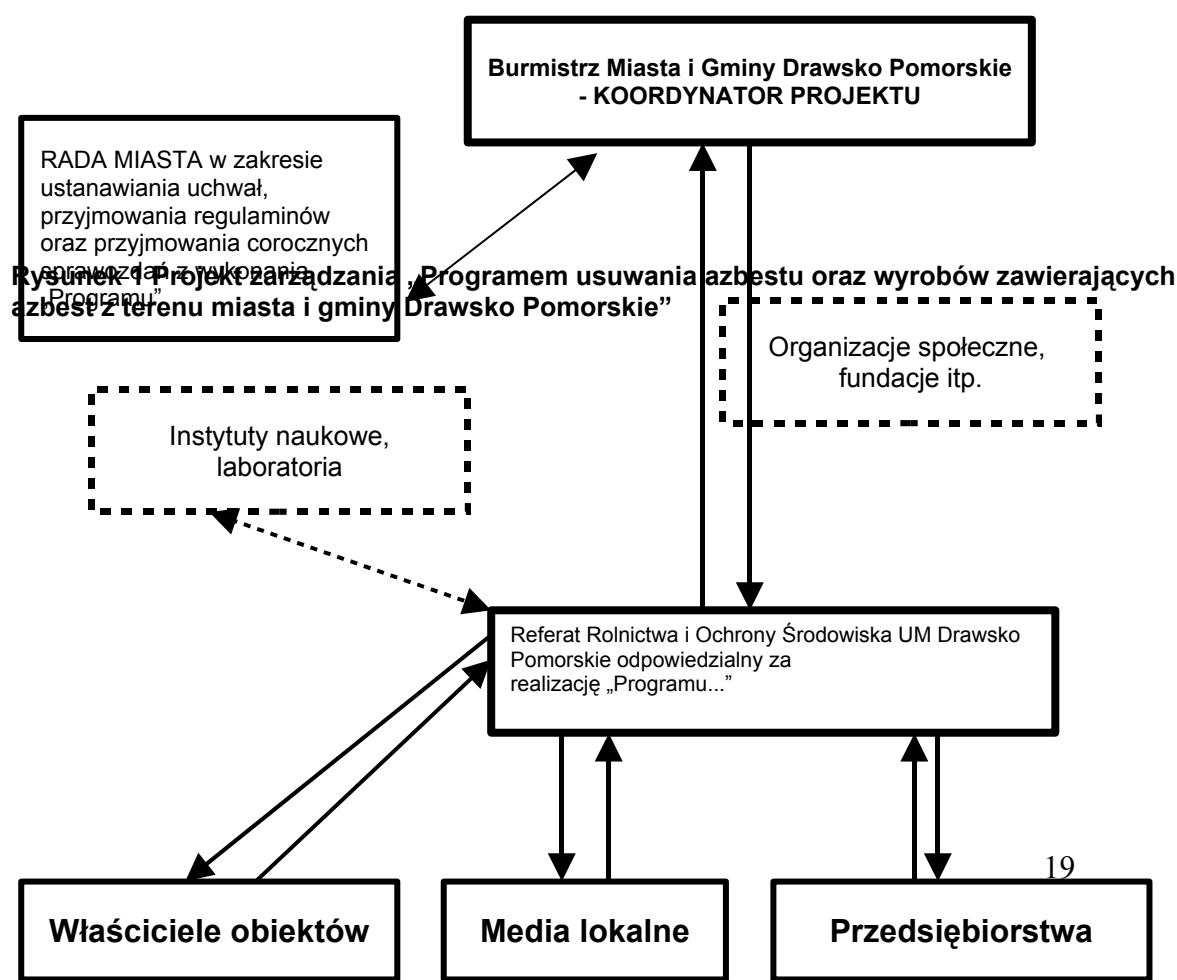 Burmistrz Miasta i Gminy Drawsko Pomorskie
- KOORDYNATOR PROJEKTU
RADA MIASTA w zakresie
ustanawiania uchwał,
przyjmowania regulaminów
oraz przyjmowania corocznych
sprawozdań z wykonania
„Programu”
Rysunek 1 Projekt zarządzania „Programem usuwania azbestu oraz wyrobów zawierających
azbest z terenu miasta i gminy Drawsko Pomorskie”
Organizacje społeczne,
fundacje itp.
Instytuty naukowe,
laboratoria
Referat Rolnictwa i Ochrony Środowiska UM Drawsko
Pomorskie odpowiedzialny za
realizację „Programu...”
19
Właściciele obiektów
Media lokalne
Przedsiębiorstwa